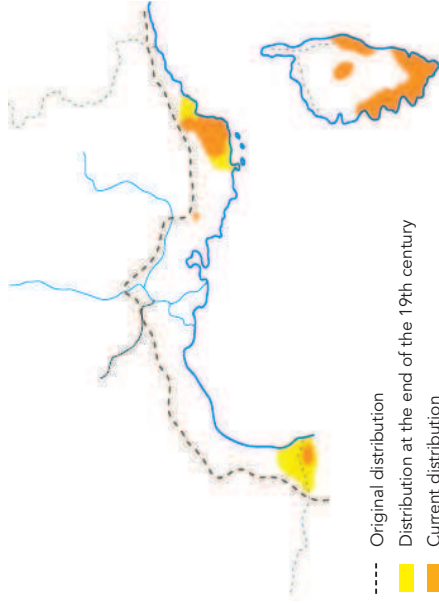 Original distribution
Distribution at the end of the 19th century
Current distribution